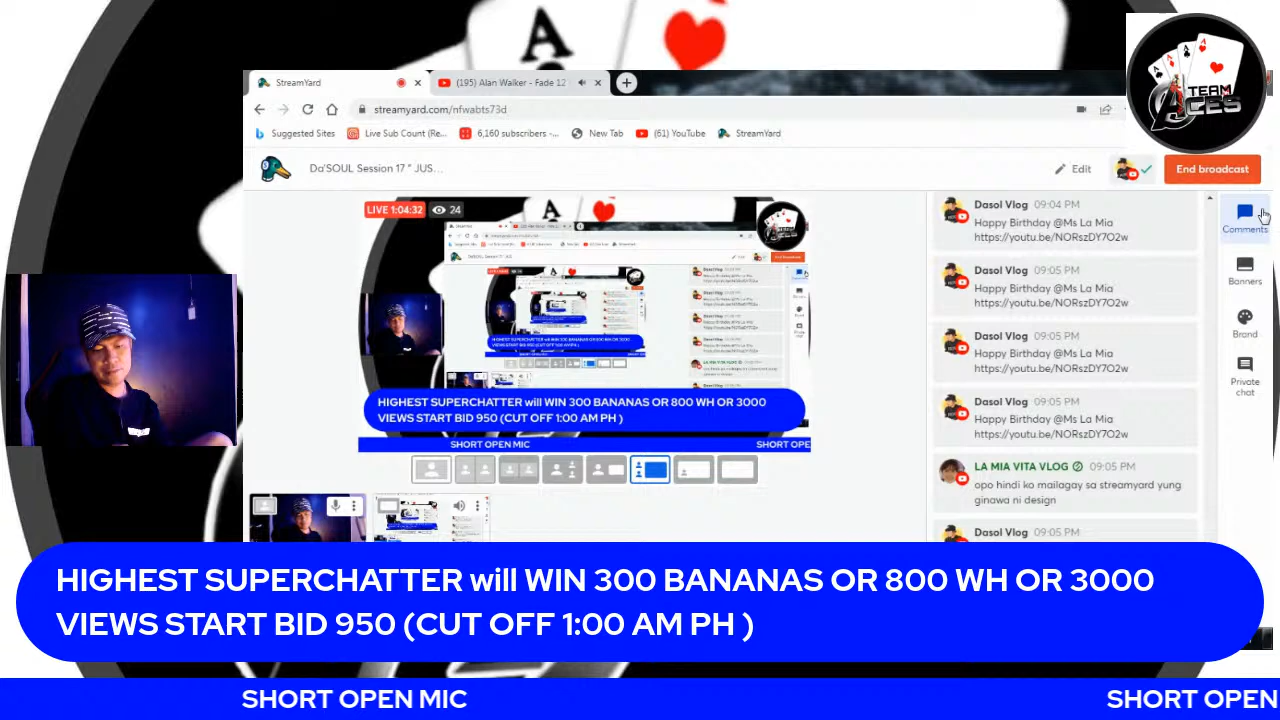 StreamYard
(195) Alan Walker - Fade 12
streamyard.com/nfwabts73d
Suggested Sites
Live Sub Count (Re...
6,160 subscribers -...
New Tab
(61) YouTube
StreamYard
TEAM
ACES
Da'SOUL Session 17 " JUS...
Edit
End broadcast
LIVE 1:04:32
24
HIGHEST SUPERCHATTER will WIN 300 BANANAS OR 800 WH OR 3000
VIEWS START BID 950 (CUT OFF 1:00 AM PH )
SHORT OPEN MIC
SHORT OPE
Dasol Vlog 09:04 PM
Happy Birthday @Ms La Mia
https://youtu.be/NORszDY7O2w
Dasol Vlog 09:05 PM
Happy Birthday @Ms La Mia
https://youtu.be/NORszDY7O2w
Dasol Vlog 09:05 PM
Happy Birthday @Ms La Mia
https://youtu.be/NORszDY7O2w
Dasol Vlog 09:05 PM
Happy Birthday @Ms La Mia
https://youtu.be/NORszDY7O2w
LA MIA VITA VLOG 09:05 PM
opo hindi ko mailagay sa streamyard yung
ginawa ni design
Dasol Vlog 09:05 PM
Comments
Banners
Brand
Private
chat
HIGHEST SUPERCHATTER will WIN 300 BANANAS OR 800 WH OR 3000
VIEWS START BID 950 (CUT OFF 1:00 AM PH )
SHORT OPEN MIC
SHORT OPEN